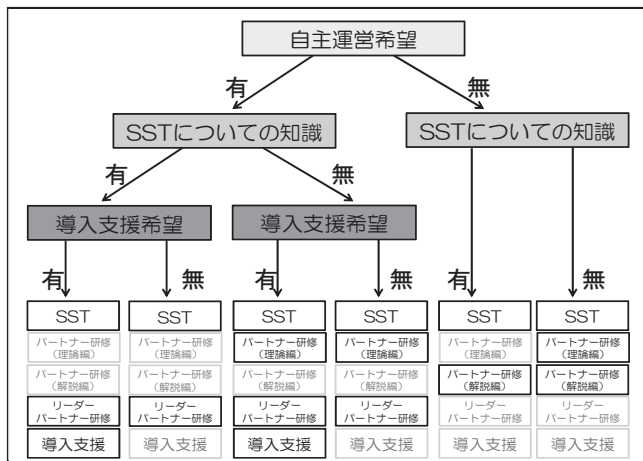 自主運営希望
有
無
SSTについての知識
SSTについての知識
有
無
導入支援希望
導入支援希望
有
無
有
無
有
無
SST
SST
SST
SST
SST
SST
パートナー研修
(理論編)
パートナー研修
(理論編)
パートナー研修
(理論編)
パートナー研修
(理論編)
パートナー研修
(理論編)
パートナー研修
(理論編)
パートナー研修
(解説編)
パートナー研修
(解説編)
パートナー研修
(解説編)
パートナー研修
(解説編)
パートナー研修
(解説編)
パートナー研修
(解説編)
リーダー
パートナー研修
リーダー
パートナー研修
リーダー
パートナー研修
リーダー
パートナー研修
リーダー
パートナー研修
リーダー
パートナー研修
導入支援
導入支援
導入支援
導入支援
導入支援
導入支援